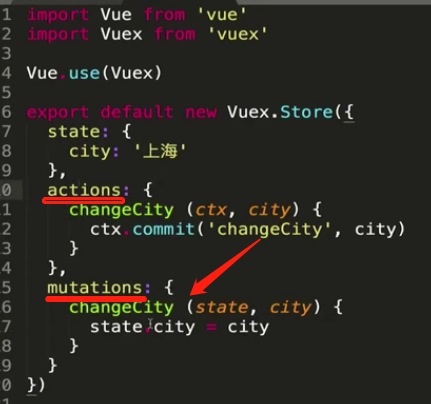 1 import Vue from 'vue'
2 import Vuex from 'vuex'
3
4 Vue.use(Vuex)
5
6 export default new Vuex.Store({
7 state: {
8 city: '上海'
9 },
0 actions: {
1 changeCity (ctx, city) {
2 ctx.commit('changeCity', city)
3 }
4 },
5 mutations: {
6 changeCity (state, city) {
7 state.city = city
8 }
9 }
0 })